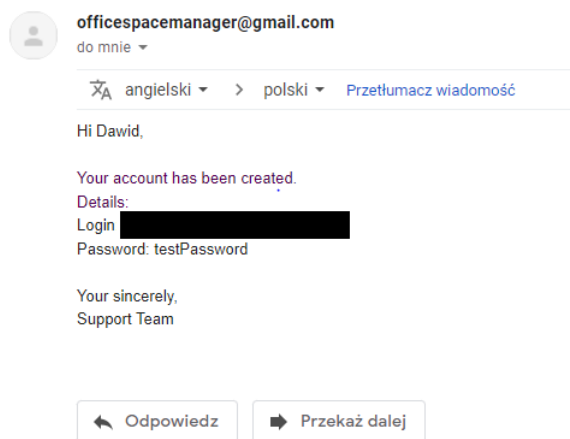 officespacemanager@gmail.com
do mnie
angielski > polski Przetłumacz wiadomość
Hi Dawid,
Your account has been created.
Details:
Login
Password: testPassword
Your sincerely,
Support Team
Odpowiedz Przekaż dalej